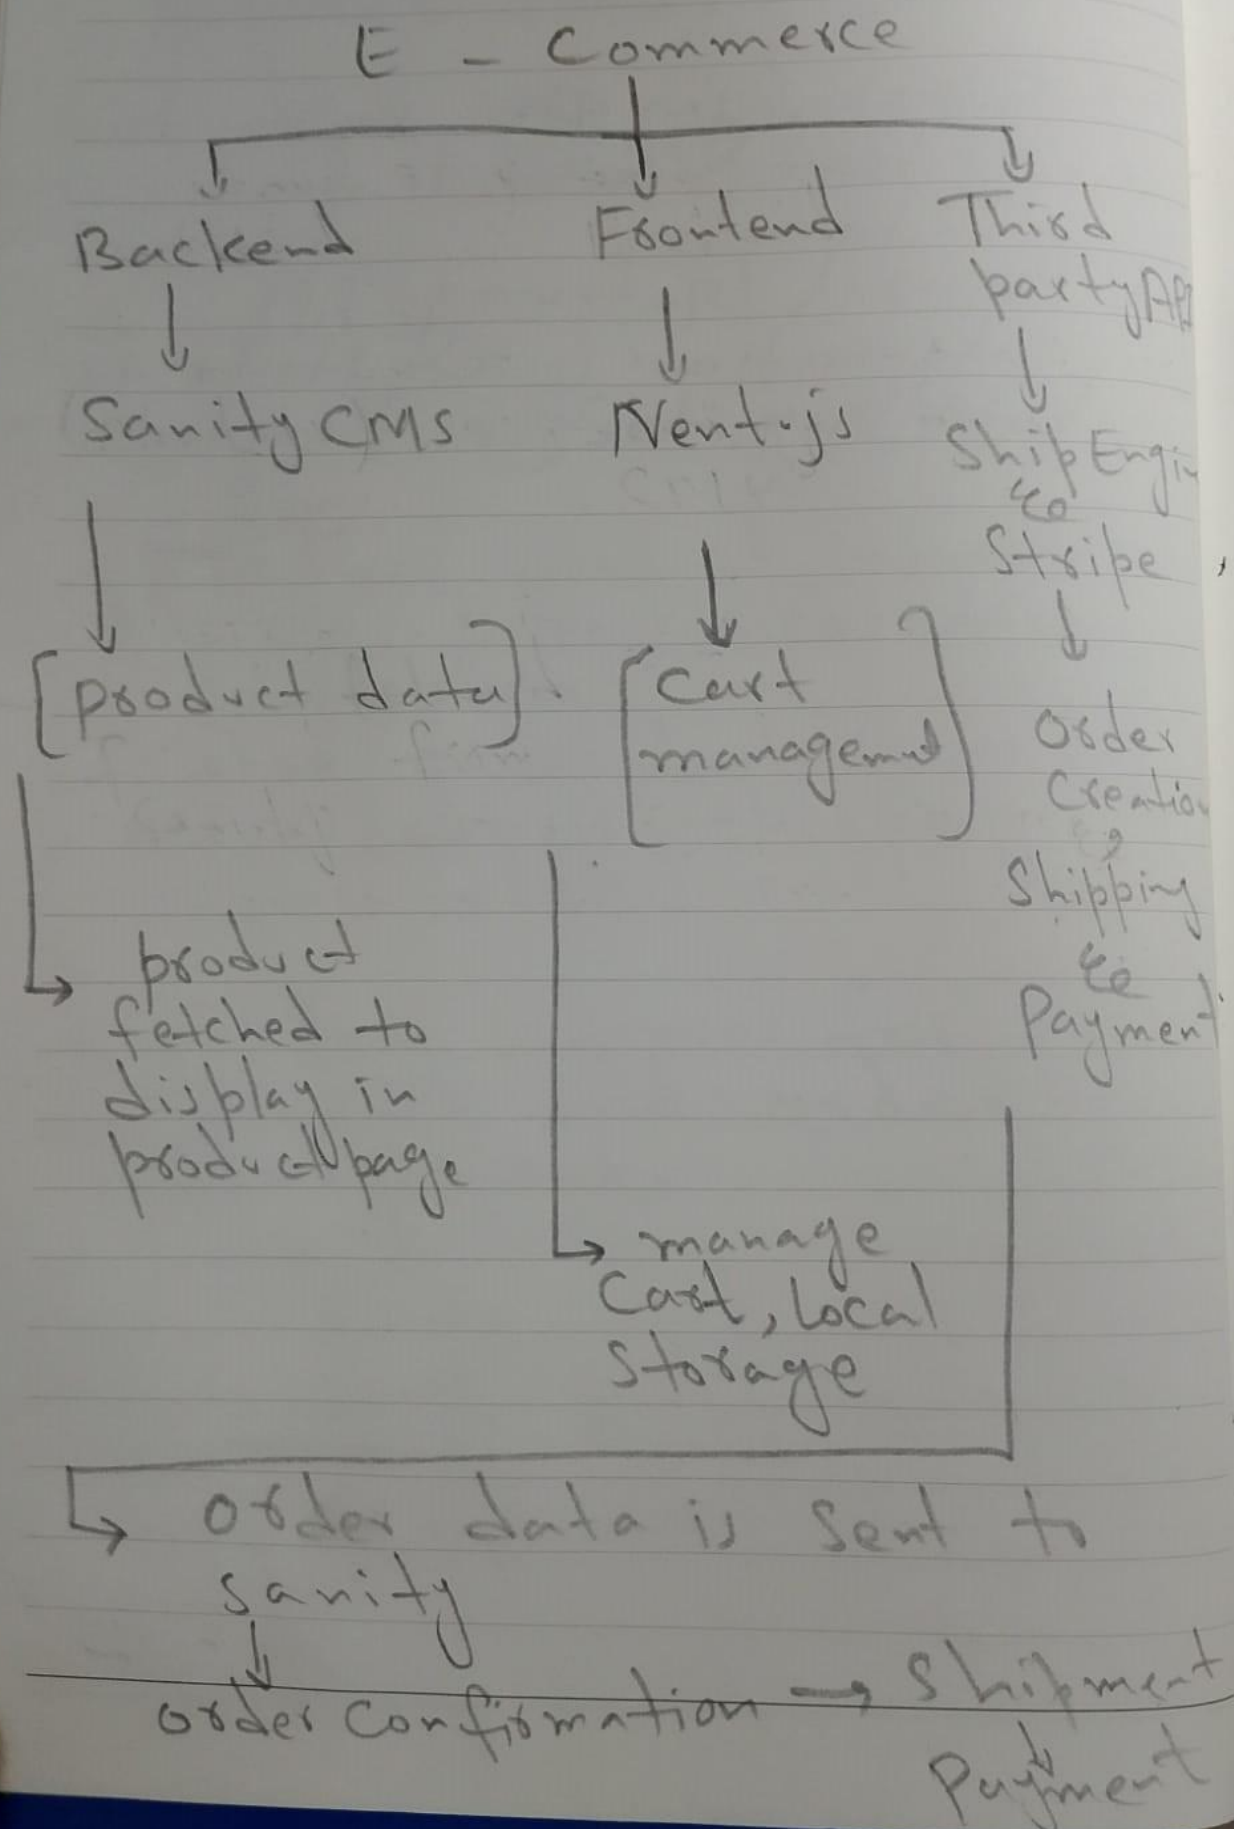 E - Commerce
Backend
Frontend
Third
partyAPI
Sanity CMS
Nent.js
ShipEngin
&
Stripe
[product data]
[Cart
management]
Order
Creation
,
Shipping
&
Payment
product
fetched to
display in
product page
manage
Cart, local
Storage
order data is sent to
sanity
order confirmation → Shipment
Payment